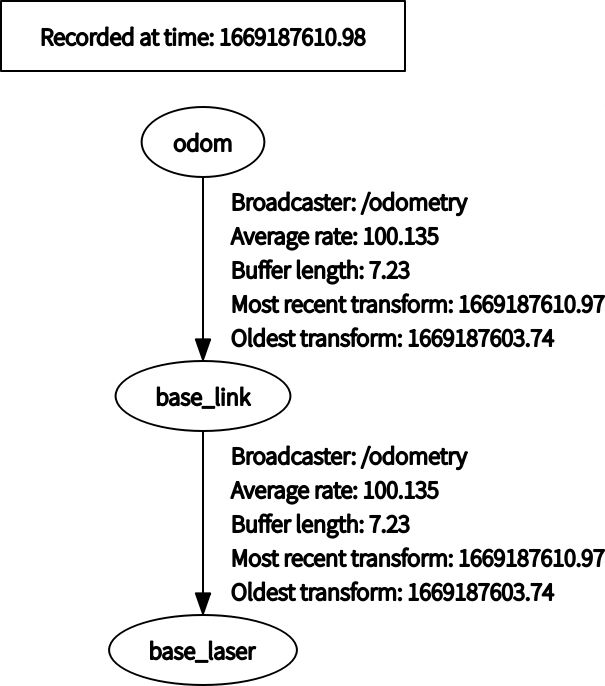 Recorded at time: 1669187610.98
odom
Broadcaster: /odometry
Average rate: 100.135
Buffer length: 7.23
Most recent transform: 1669187610.97
Oldest transform: 1669187603.74
base_link
Broadcaster: /odometry
Average rate: 100.135
Buffer length: 7.23
Most recent transform: 1669187610.97
Oldest transform: 1669187603.74
base_laser